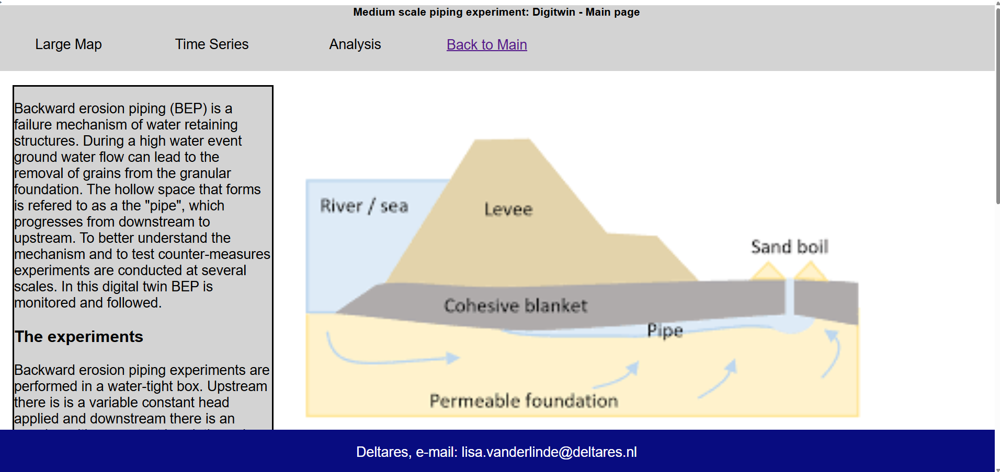 Medium scale piping experiment: Digitwin - Main page
Large Map
Time Series
Analysis
Back to Main
Backward erosion piping (BEP) is a
failure mechanism of water retaining
structures. During a high water event
ground water flow can lead to the
removal of grains from the granular
foundation. The hollow space that forms
is refered to as a the "pipe", which
progresses from downstream to
upstream. To better understand the
mechanism and to test counter-measures
experiments are conducted at several
scales. In this digital twin BEP is
monitored and followed.
The experiments
Backward erosion piping experiments are
performed in a water-tight box. Upstream
there is is a variable constant head
applied and downstream there is an
River / sea
Levee
Sand boil
Cohesive blanket
Pipe
Permeable foundation
Deltares, e-mail: lisa.vanderlinde@deltares.nl